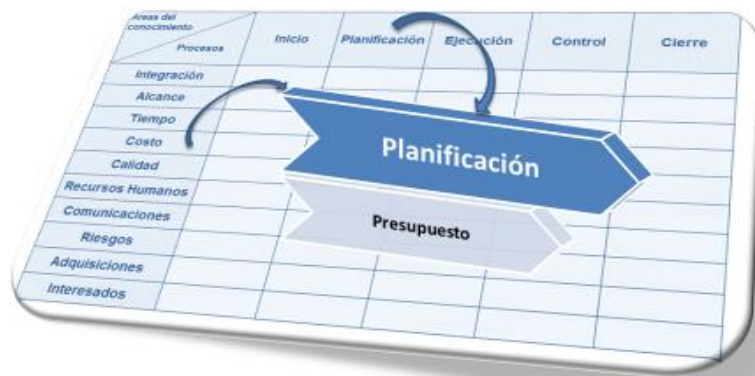 Áreas del
conocimiento
Procesos
Inicio
Planificación
Ejecución
Control
Cierre
Integración
Alcance
Tiempo
Costo
Calidad
Recursos Humanos
Comunicaciones
Riesgos
Adquisiciones
Interesados
Planificación
Presupuesto